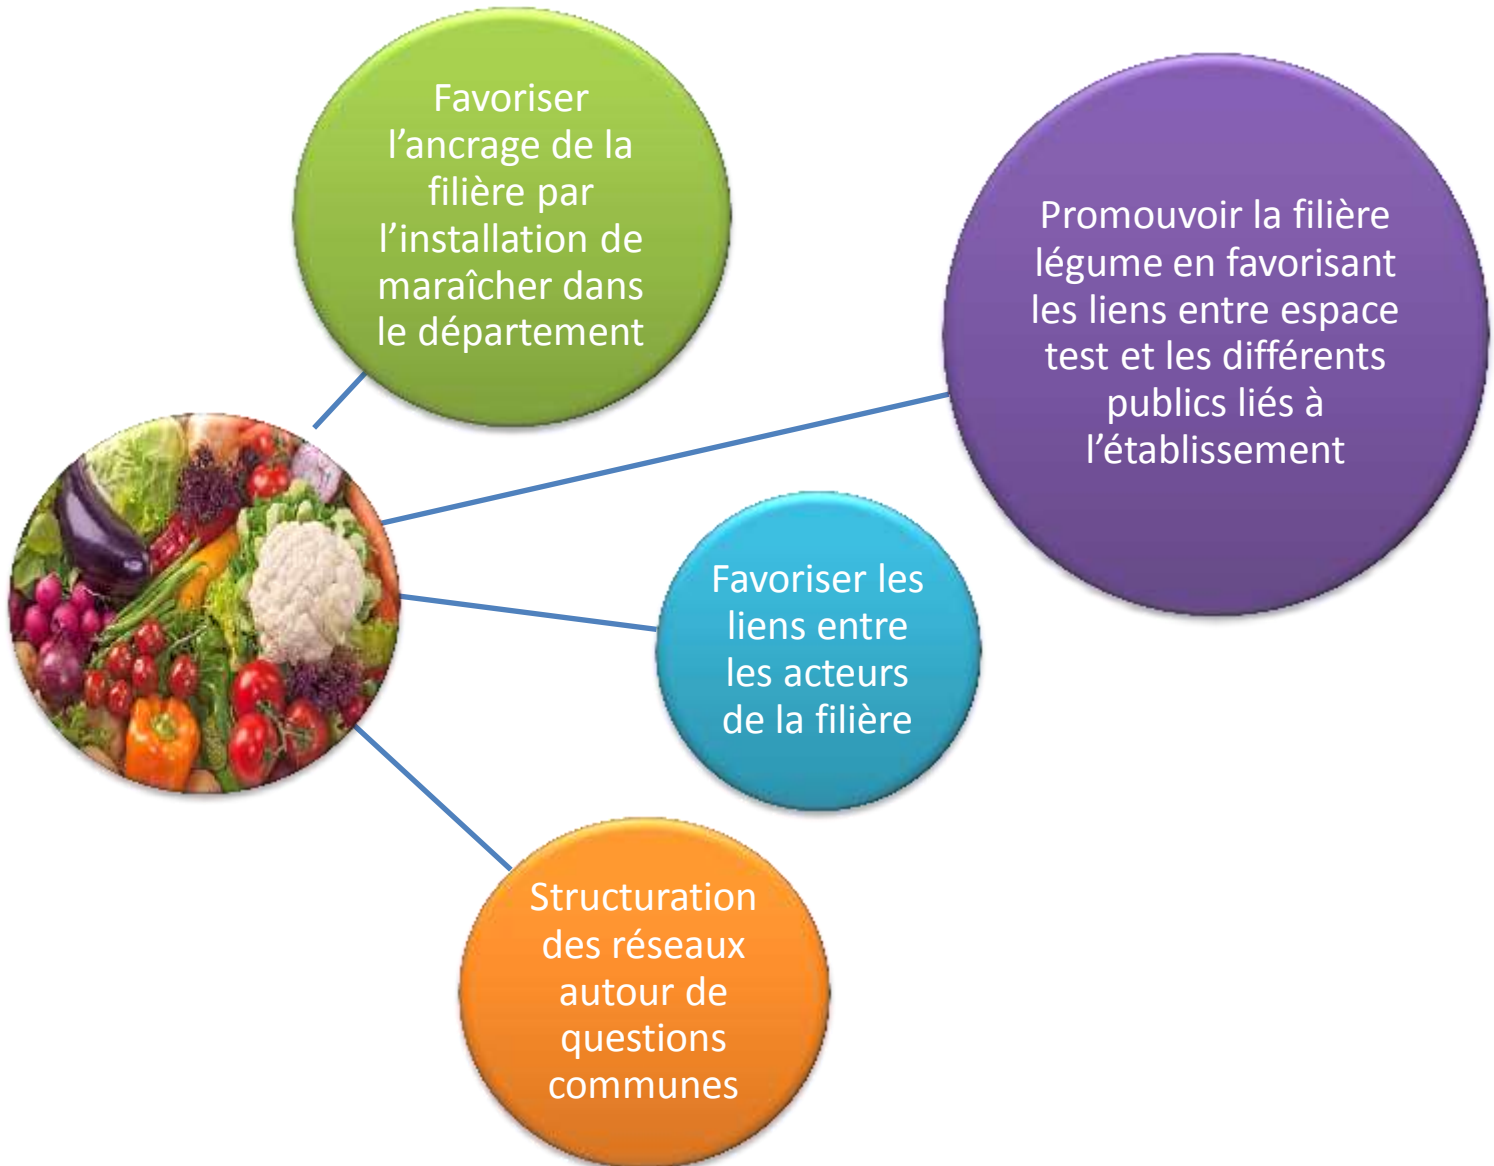 Favoriser
l’ancrage de la
filière par
l’installation de
maraîcher dans
le département
Promouvoir la filière
légume en favorisant
les liens entre espace
test et les différents
publics liés à
l’établissement
Favoriser les
liens entre
les acteurs
de la filière
Structuration
des réseaux
autour de
questions
communes